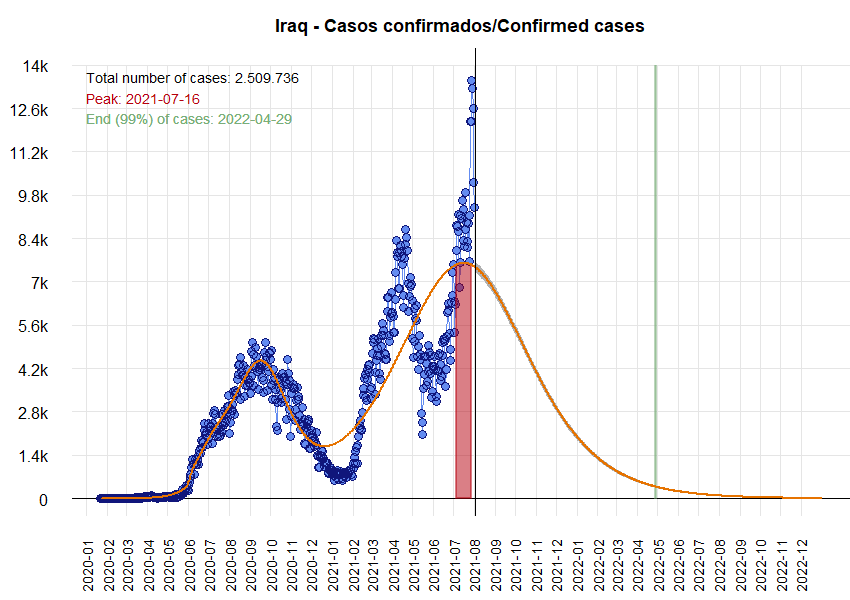 Iraq - Casos confirmados/Confirmed cases
14k
12.6k
11.2k
9.8k
8.4k
7k
5.6k
4.2k
2.8k
1.4k
0
Total number of cases: 2.509.736
Peak: 2021-07-16
End (99%) of cases: 2022-04-29
2020-01
2020-02
2020-03
2020-04
2020-05
2020-06
2020-07
2020-08
2020-09
2020-10
2020-11
2020-12
2021-01
2021-02
2021-03
2021-04
2021-05
2021-06
2021-07
2021-08
2021-09
2021-10
2021-11
2021-12
2022-01
2022-02
2022-03
2022-04
2022-05
2022-06
2022-07
2022-08
2022-09
2022-10
2022-11
2022-12